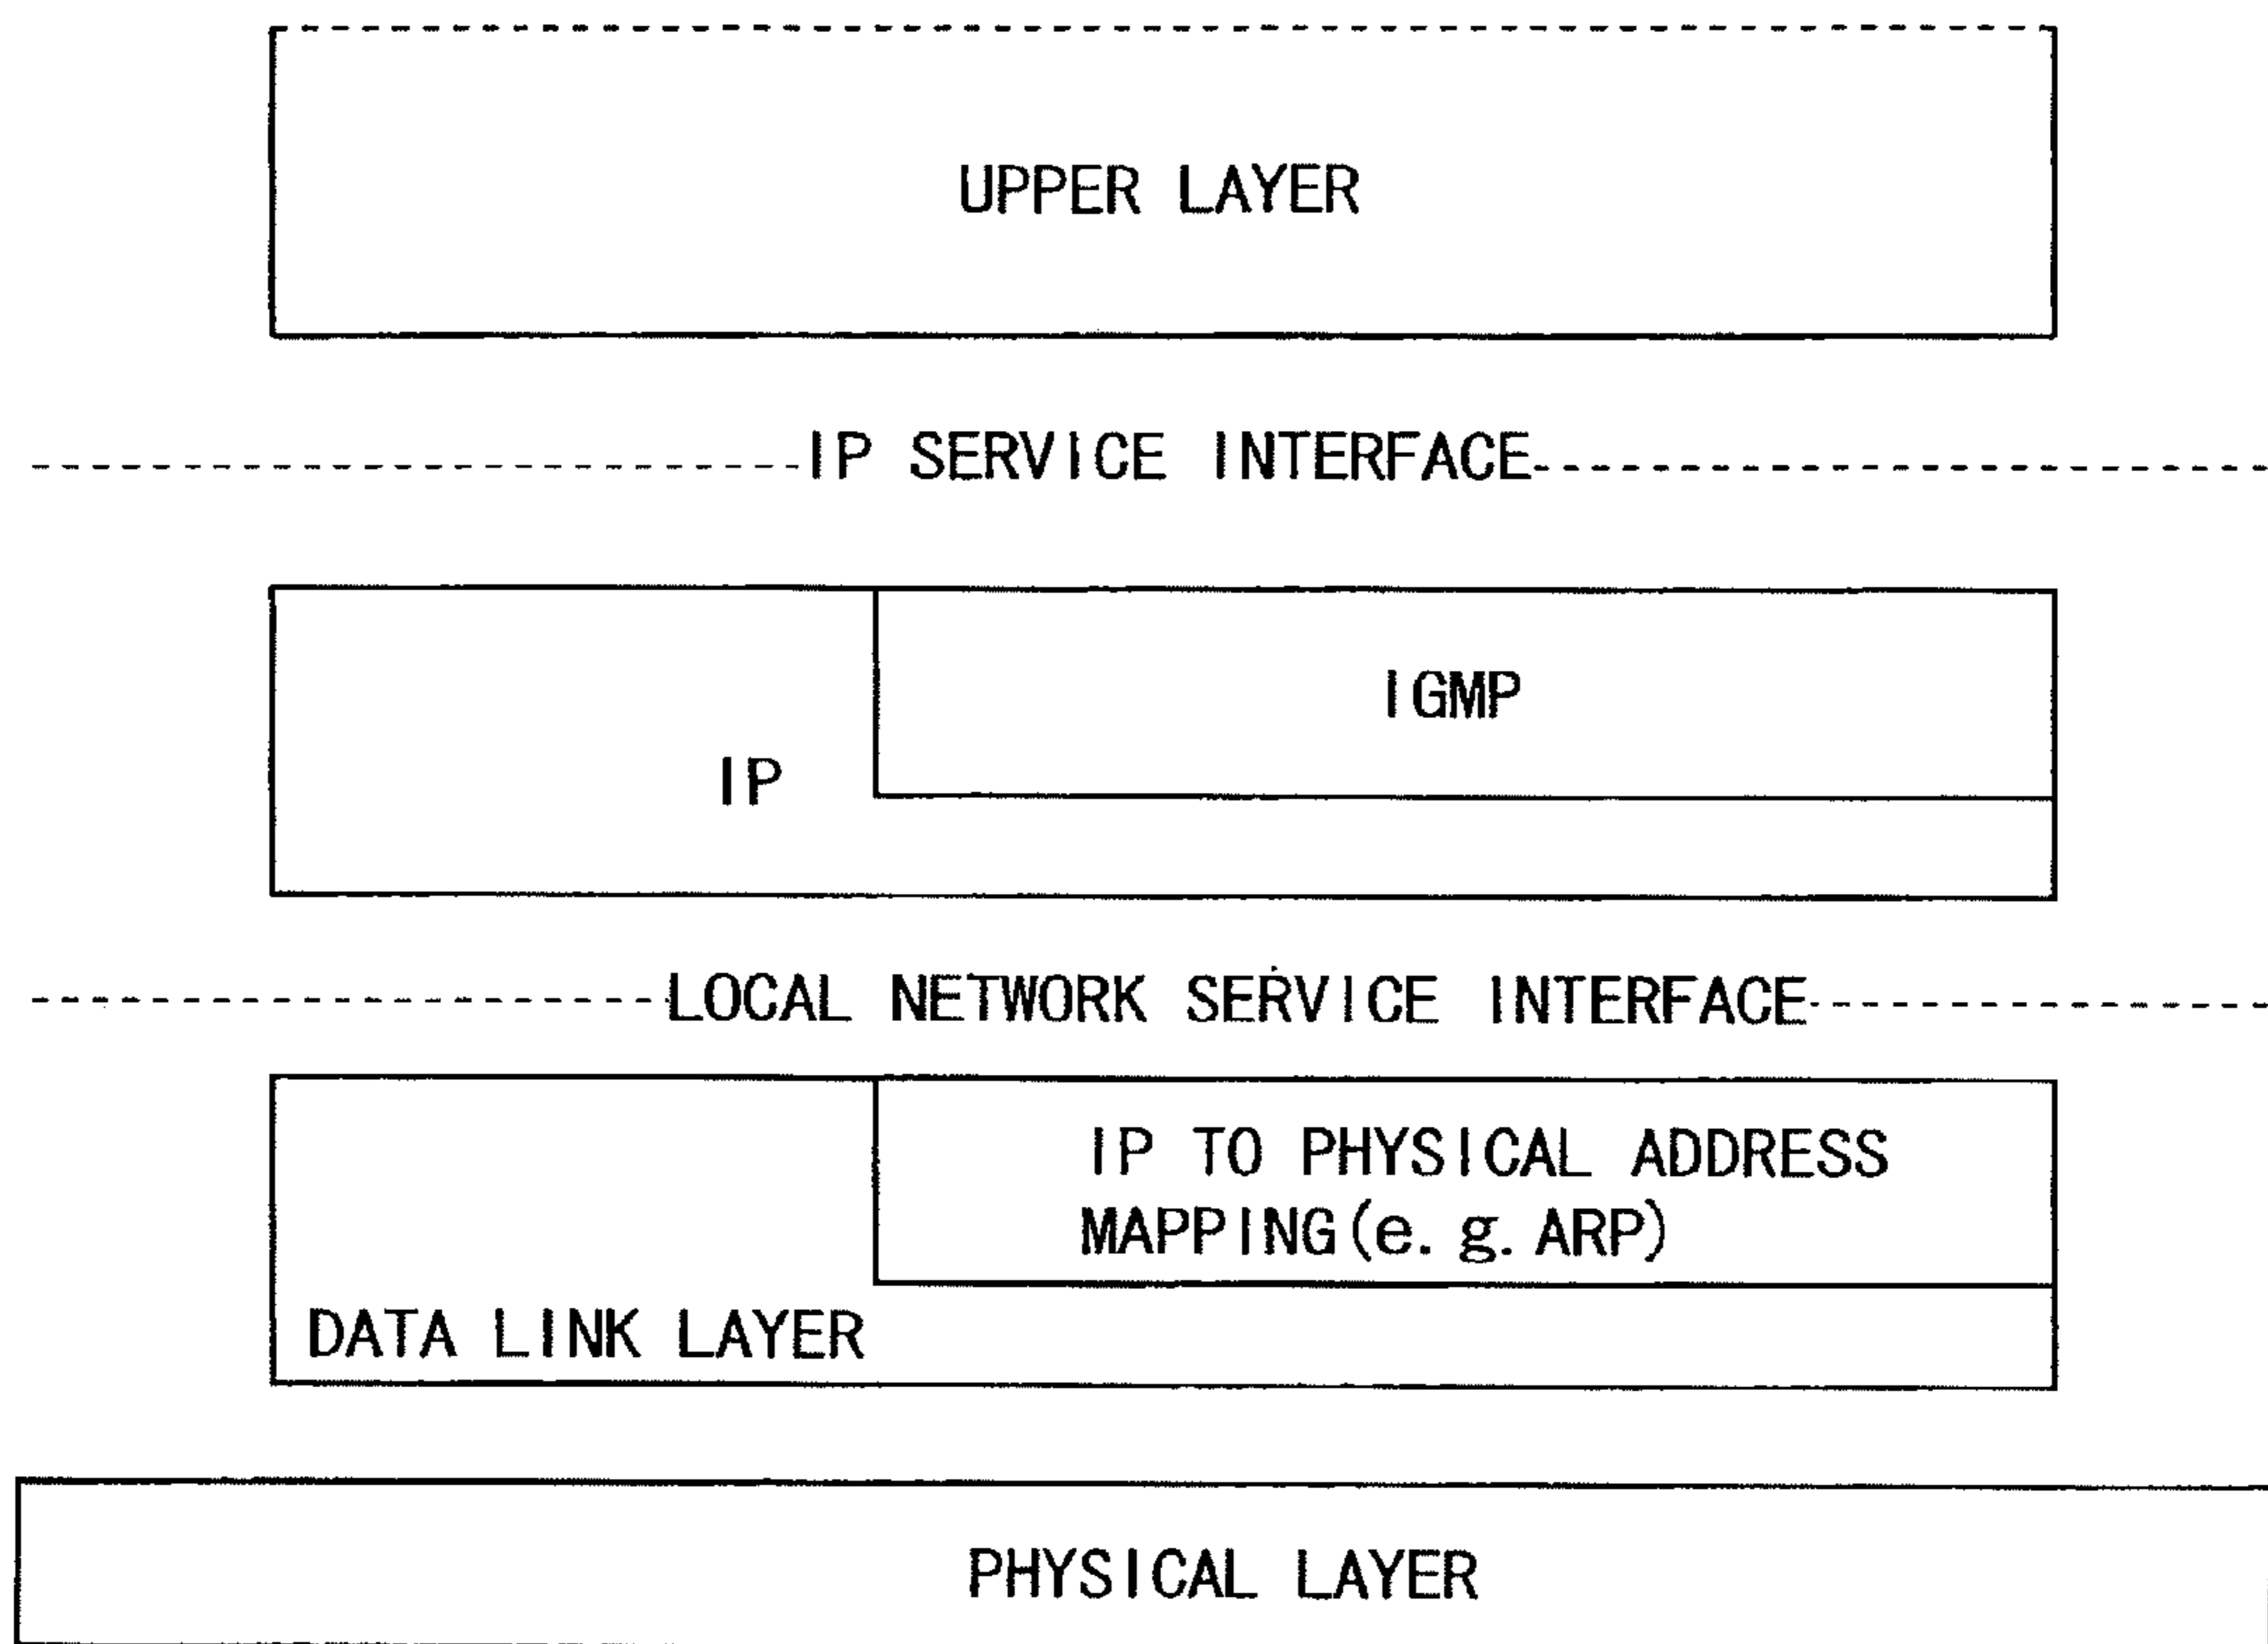 UPPER LAYER
IP SERVICE INTERFACE
IGMP
IP
LOCAL NETWORK SERVICE INTERFACE
IP TO PHYSICAL ADDRESS
MAPPING(e.g. ARP)
DATA LINK LAYER
PHYSICAL LAYER